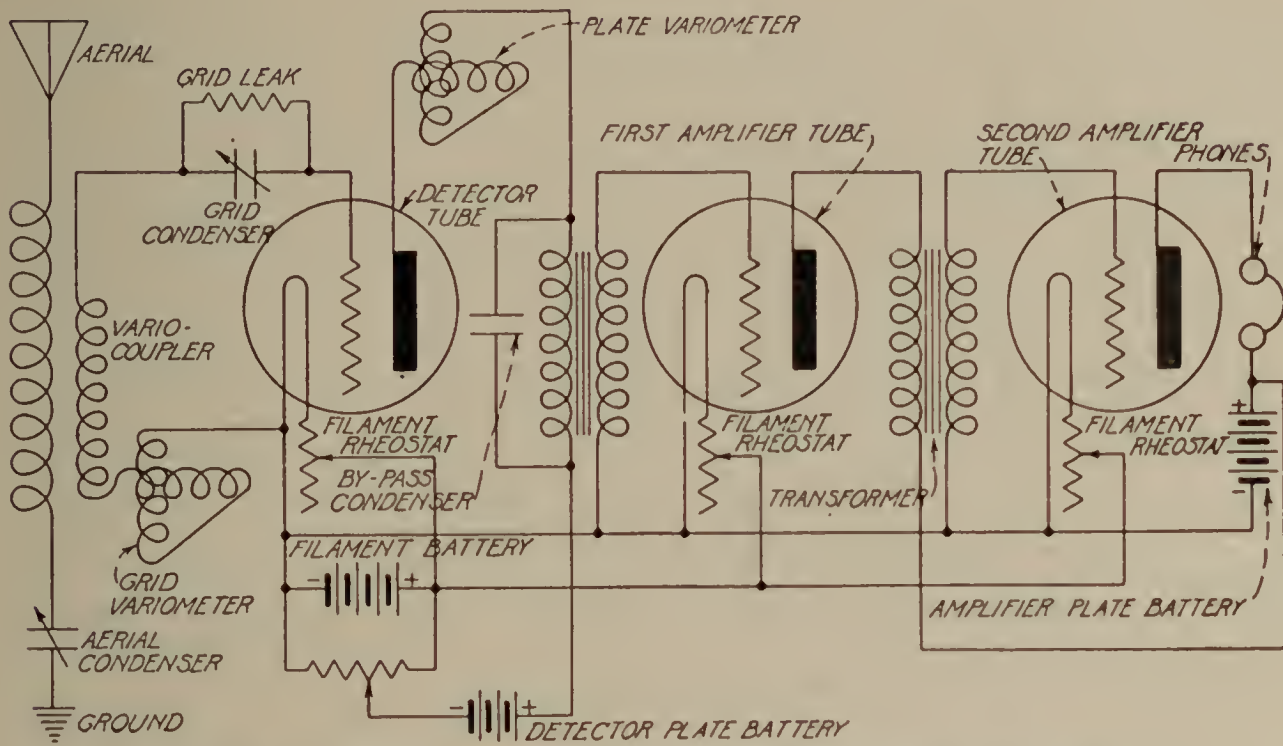 AERIAL
GRID LEAK
PLATE VARIOMETER
FIRST AMPLIFIER TUBE
SECOND AMPLIFIER
TUBE
PHONES
DETECTOR
TUBE
GRID
CONDENSER
VARIO-
COUPLER
FILAMENT
RHEOSTAT
BY-PASS
CONDENSER
FILAMENT
RHEOSTAT
TRANSFORMER
FILAMENT
RHEOSTAT
+
-
FILAMENT BATTERY
- +
GRID
VARIOMETER
AMPLIFIER PLATE BATTERY
AERIAL
CONDENSER
GROUND
- +
DETECTOR PLATE BATTERY